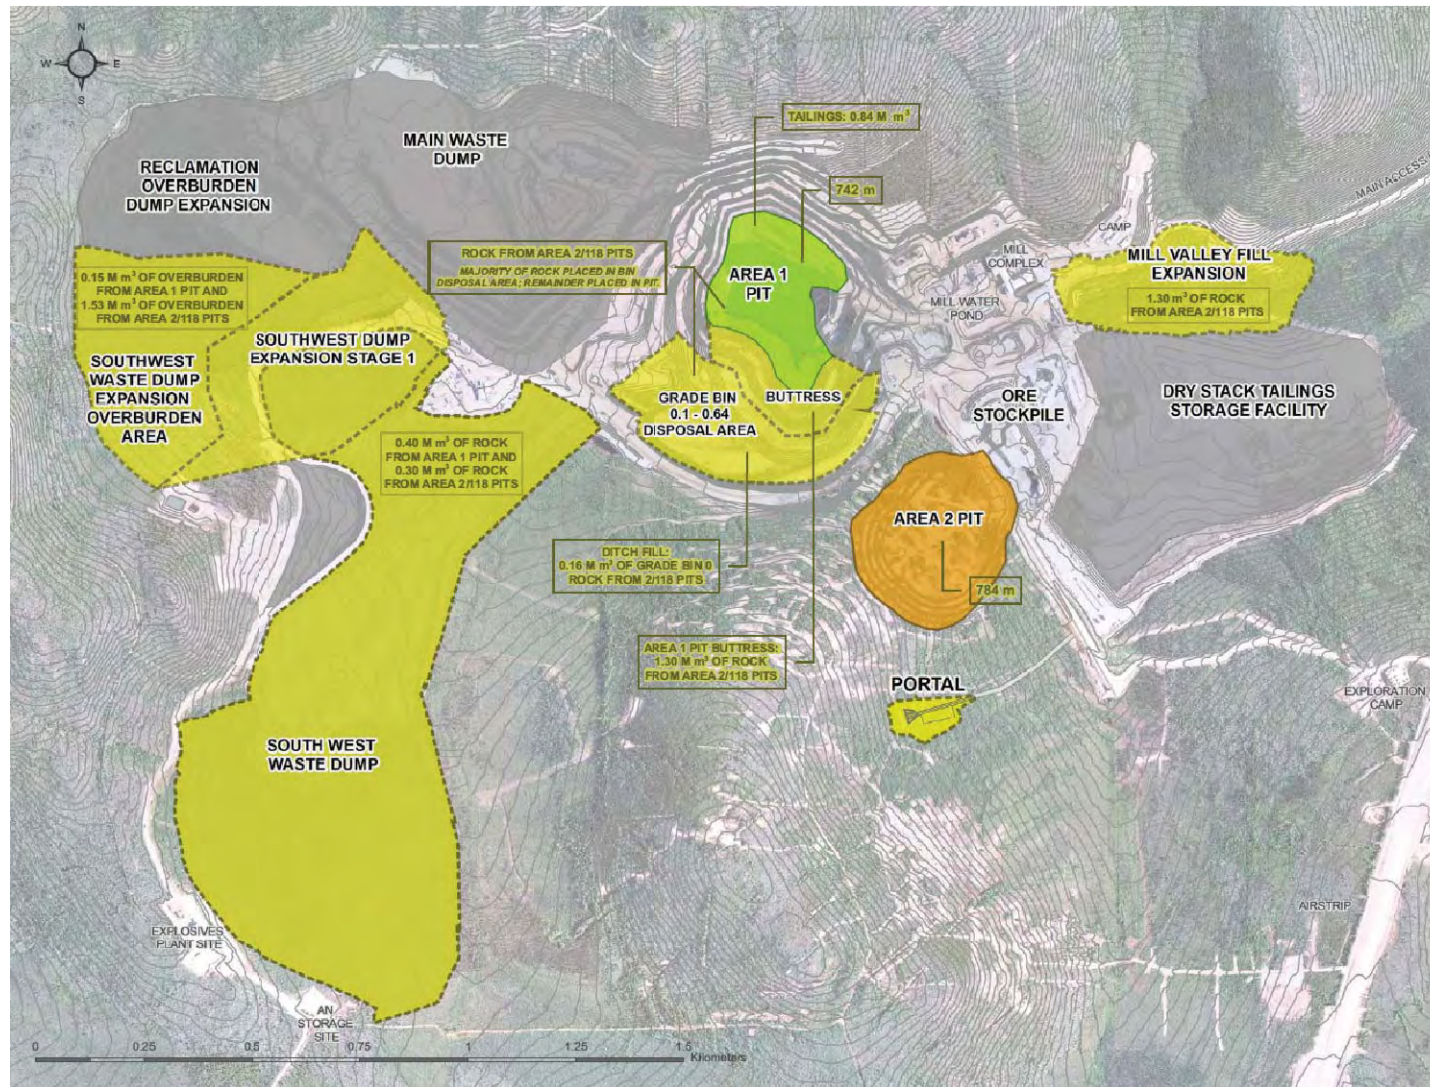 N
W
E
S
TAILINGS: 0.84 M m³
MAIN WASTE
DUMP
RECLAMATION
OVERBURDEN
DUMP EXPANSION
742 m
MAIN ACCESS
CAMP
MILL
COMPLEX
ROCK FROM AREA 2/118 PITS
MAJORITY OF ROCK PLACED IN BIN
DISPOSAL AREA; REMAINDER PLACED IN PIT.
AREA 1
PIT
MILL VALLEY FILL
EXPANSION
0.15 M m³ OF OVERBURDEN
FROM AREA 1 PIT AND
1.53 M m³ OF OVERBURDEN
FROM AREA 2/118 PITS
MILL WATER
POND
1.30 m³ OF ROCK
FROM AREA 2/118 PITS
SOUTHWEST DUMP
EXPANSION STAGE 1
SOUTHWEST
WASTE DUMP
EXPANSION
OVERBURDEN
AREA
GRADE BIN
0.1 - 0.64
DISPOSAL AREA
BUTTRESS
ORE
STOCKPILE
DRY STACK TAILINGS
STORAGE FACILITY
0.40 M m³ OF ROCK
FROM AREA 1 PIT AND
0.30 M m³ OF ROCK
FROM AREA 2/118 PITS
AREA 2 PIT
DITCH FILL:
0.16 M m³ OF GRADE BIN 0
ROCK FROM 2/118 PITS
784 m
AREA 1 PIT BUTTRESS:
1.30 M m³ OF ROCK
FROM AREA 2/118 PITS
PORTAL
EXPLORATION
CAMP
SOUTH WEST
WASTE DUMP
AIRSTRIP
EXPLOSIVES
PLANT SITE
AN
STORAGE
SITE
0 0.25 0.5 0.75 1 1.25 1.5
Kilometers